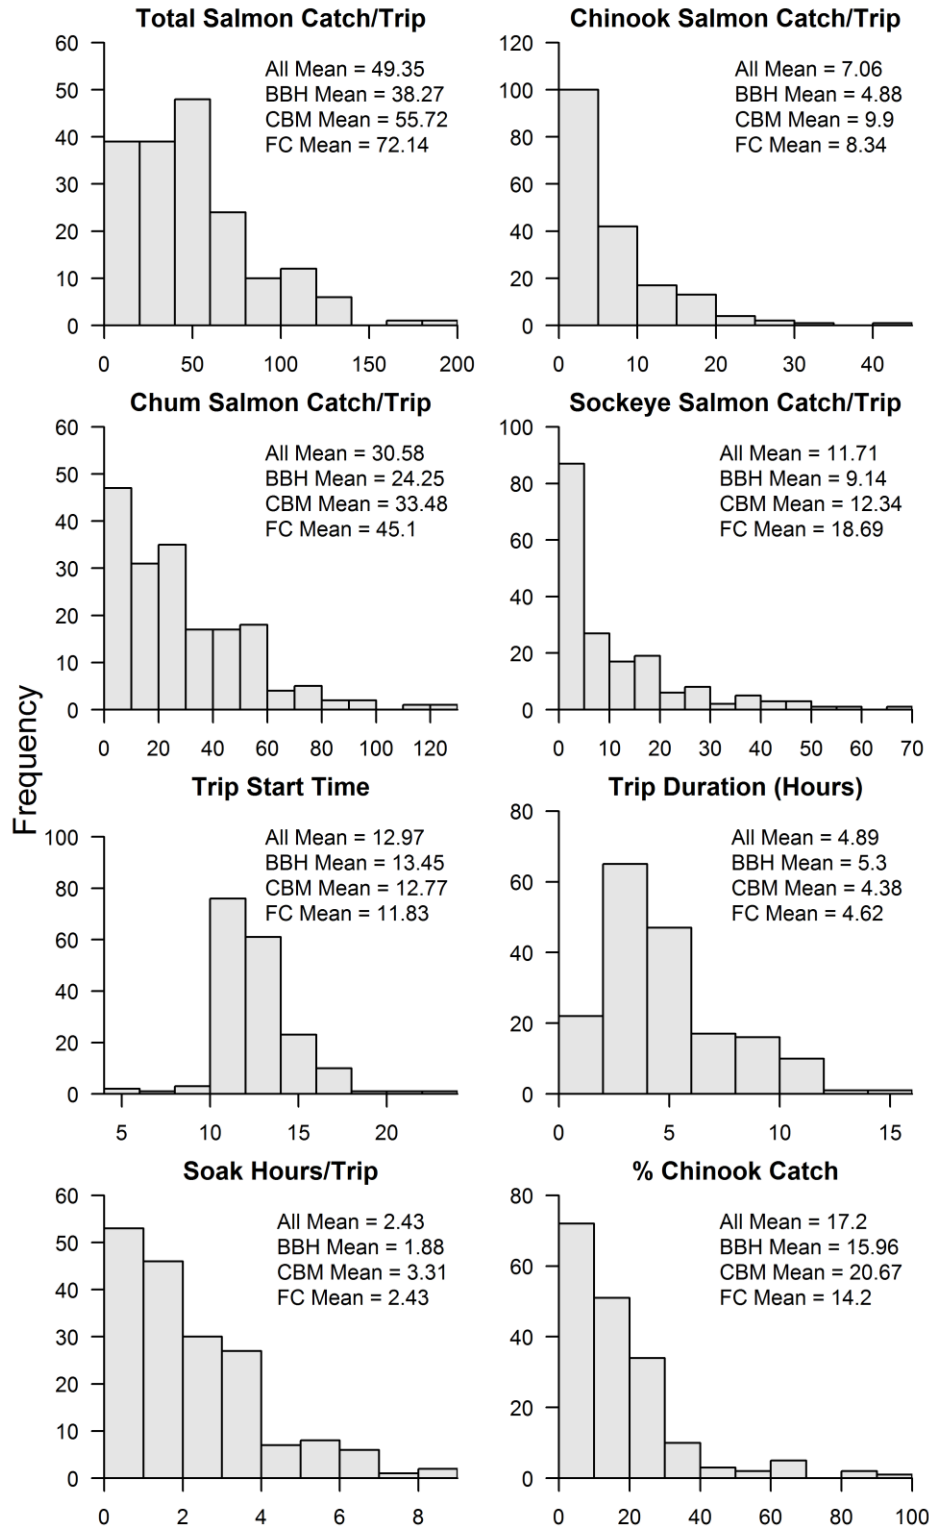 Total Salmon Catch/Trip
All Mean = 49.35
BBH Mean = 38.27
CBM Mean = 55.72
FC Mean = 72.14
60
50
40
30
20
10
0
0 50 100 150 200
Chinook Salmon Catch/Trip
All Mean = 7.06
BBH Mean = 4.88
CBM Mean = 9.9
FC Mean = 8.34
120
100
80
60
40
20
0
0 10 20 30 40
Chum Salmon Catch/Trip
All Mean = 30.58
BBH Mean = 24.25
CBM Mean = 33.48
FC Mean = 45.1
60
50
40
30
20
10
0
0 20 40 60 80 100 120
Sockeye Salmon Catch/Trip
All Mean = 11.71
BBH Mean = 9.14
CBM Mean = 12.34
FC Mean = 18.69
100
80
60
40
20
0
0 10 20 30 40 50 60 70
Frequency
Trip Start Time
All Mean = 12.97
BBH Mean = 13.45
CBM Mean = 12.77
FC Mean = 11.83
100
80
60
40
20
0
5 10 15 20
Trip Duration (Hours)
All Mean = 4.89
BBH Mean = 5.3
CBM Mean = 4.38
FC Mean = 4.62
80
60
40
20
0
0 5 10 15
Soak Hours/Trip
All Mean = 2.43
BBH Mean = 1.88
CBM Mean = 3.31
FC Mean = 2.43
60
50
40
30
20
10
0
0 2 4 6 8
% Chinook Catch
All Mean = 17.2
BBH Mean = 15.96
CBM Mean = 20.67
FC Mean = 14.2
80
60
40
20
0
0 20 40 60 80 100